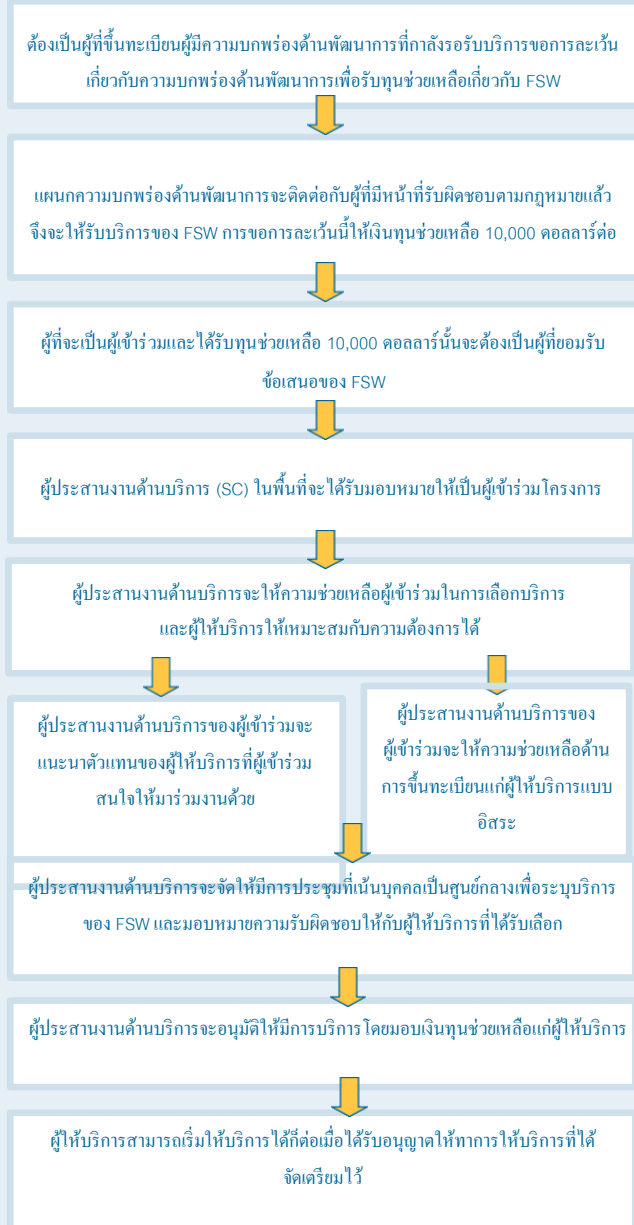 ต้องเป็นผู้ที่ขึ้นทะเบียนผู้มีความบกพร่องด้านพัฒนาการที่กาลังรอรับบริการขอการละเว้น
เกี่ยวกับความบกพร่องด้านพัฒนาการเพื่อรับทุนช่วยเหลือเกี่ยวกับ FSW
แผนกความบกพร่องด้านพัฒนาการจะติดต่อกับผู้ที่มีหน้าที่รับผิดชอบตามกฎหมายแล้ว
จึงจะให้รับบริการของ FSW การขอการละเว้นนี้ให้เงินทุนช่วยเหลือ 10,000 ดอลลาร์ต่อ
ผู้ที่จะเป็นผู้เข้าร่วมและได้รับทุนช่วยเหลือ 10,000 ดอลลาร์นั้นจะต้องเป็นผู้ที่ยอมรับ
ข้อเสนอของ FSW
ผู้ประสานงานด้านบริการ (SC) ในพื้นที่จะได้รับมอบหมายให้เป็นผู้เข้าร่วมโครงการ
ผู้ประสานงานด้านบริการจะให้ความช่วยเหลือผู้เข้าร่วมในการเลือกบริการ
และผู้ให้บริการให้เหมาะสมกับความต้องการได้
ผู้ประสานงานด้านบริการของผู้เข้าร่วมจะ
แนะนาตัวแทนของผู้ให้บริการที่ผู้เข้าร่วม
สนใจให้มาร่วมงานด้วย
ผู้ประสานงานด้านบริการของ
ผู้เข้าร่วมจะให้ความช่วยเหลือด้าน
การขึ้นทะเบียนแก่ผู้ให้บริการแบบ
อิสระ
ผู้ประสานงานด้านบริการจะจัดให้มีการประชุมที่เน้นบุคคลเป็นศูนย์กลางเพื่อระบุบริการ
ของ FSW และมอบหมายความรับผิดชอบให้กับผู้ให้บริการที่ได้รับเลือก
ผู้ประสานงานด้านบริการจะอนุมัติให้มีการบริการโดยมอบเงินทุนช่วยเหลือแก่ผู้ให้บริการ
ผู้ให้บริการสามารถเริ่มให้บริการได้ก็ต่อเมื่อได้รับอนุญาตให้ทาการให้บริการที่ได้
จัดเตรียมไว้